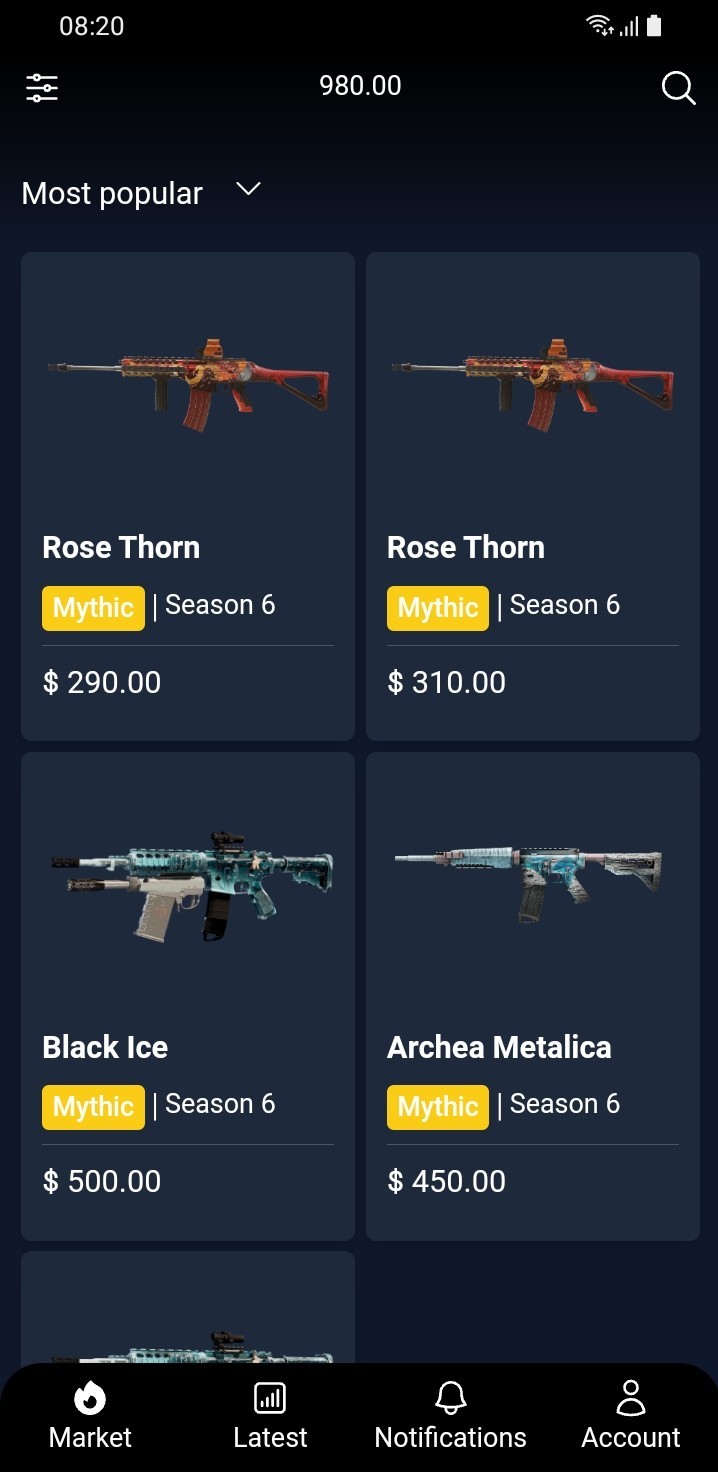 08:20
980.00
Most popular
Rose Thorn
Mythic | Season 6
$ 290.00
Rose Thorn
Mythic | Season 6
$ 310.00
Black Ice
Mythic | Season 6
$ 500.00
Archea Metalica
Mythic | Season 6
$ 450.00
Market
Latest
Notifications
Account